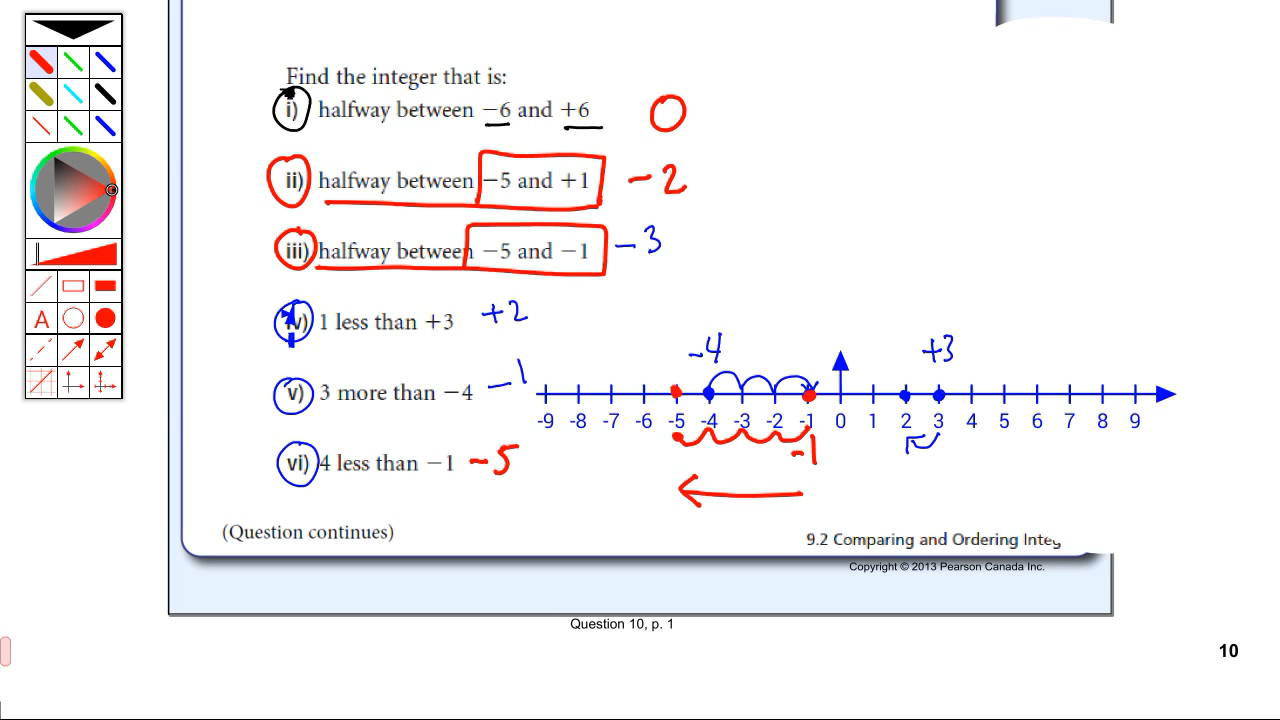 Find the integer that is:
i) halfway between −6 and +6 0
ii) halfway between −5 and +1 −2
iii) halfway between −5 and −1 −3
iv) 1 less than +3 +2
-4 +3
v) 3 more than −4 −1
-9 -8 -7 -6 -5 -4 -3 -2 -1 0 1 2 3 4 5 6 7 8 9
-1
vi) 4 less than −1 −5
(Question continues)
9.2 Comparing and Ordering Integ
Copyright © 2013 Pearson Canada Inc.
Question 10, p. 1
10
A